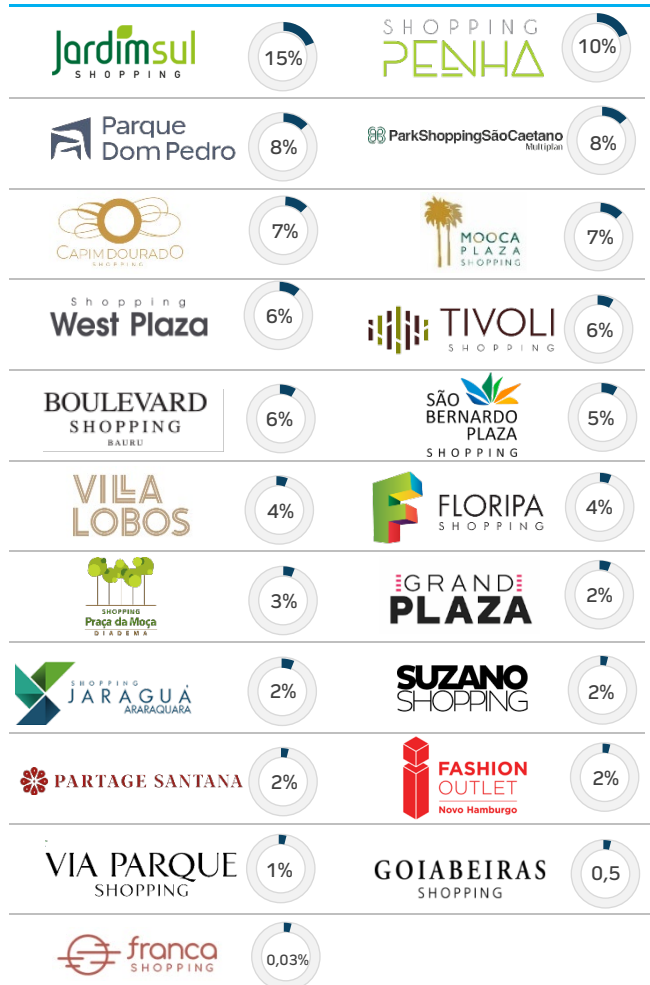 Jardimsul
SHOPPING
15%
SHOPPING
PENHA
10%
Parque
Dom Pedro
8%
ParkShoppingSãoCaetano
Multiplan
8%
CAPIM DOURADO
SHOPPING
7%
MOOCA
PLAZA
SHOPPING
7%
Shopping
West Plaza
6%
TIVOLI
SHOPPING
6%
BOULEVARD
SHOPPING
BAURU
6%
SÃO
BERNARDO
PLAZA
SHOPPING
5%
VILLA
LOBOS
4%
FLORIPA
SHOPPING
4%
SHOPPING
Praça da Moça
DIADEMA
3%
GRAND
PLAZA
2%
SHOPPING
JARAGUÁ
ARARAQUARA
2%
SUZANO
SHOPPING
2%
PARTAGE SANTANA
2%
FASHION
OUTLET
Novo Hamburgo
2%
VIA PARQUE
SHOPPING
1%
GOIABEIRAS
SHOPPING
0,5
franca
SHOPPING
0,03%